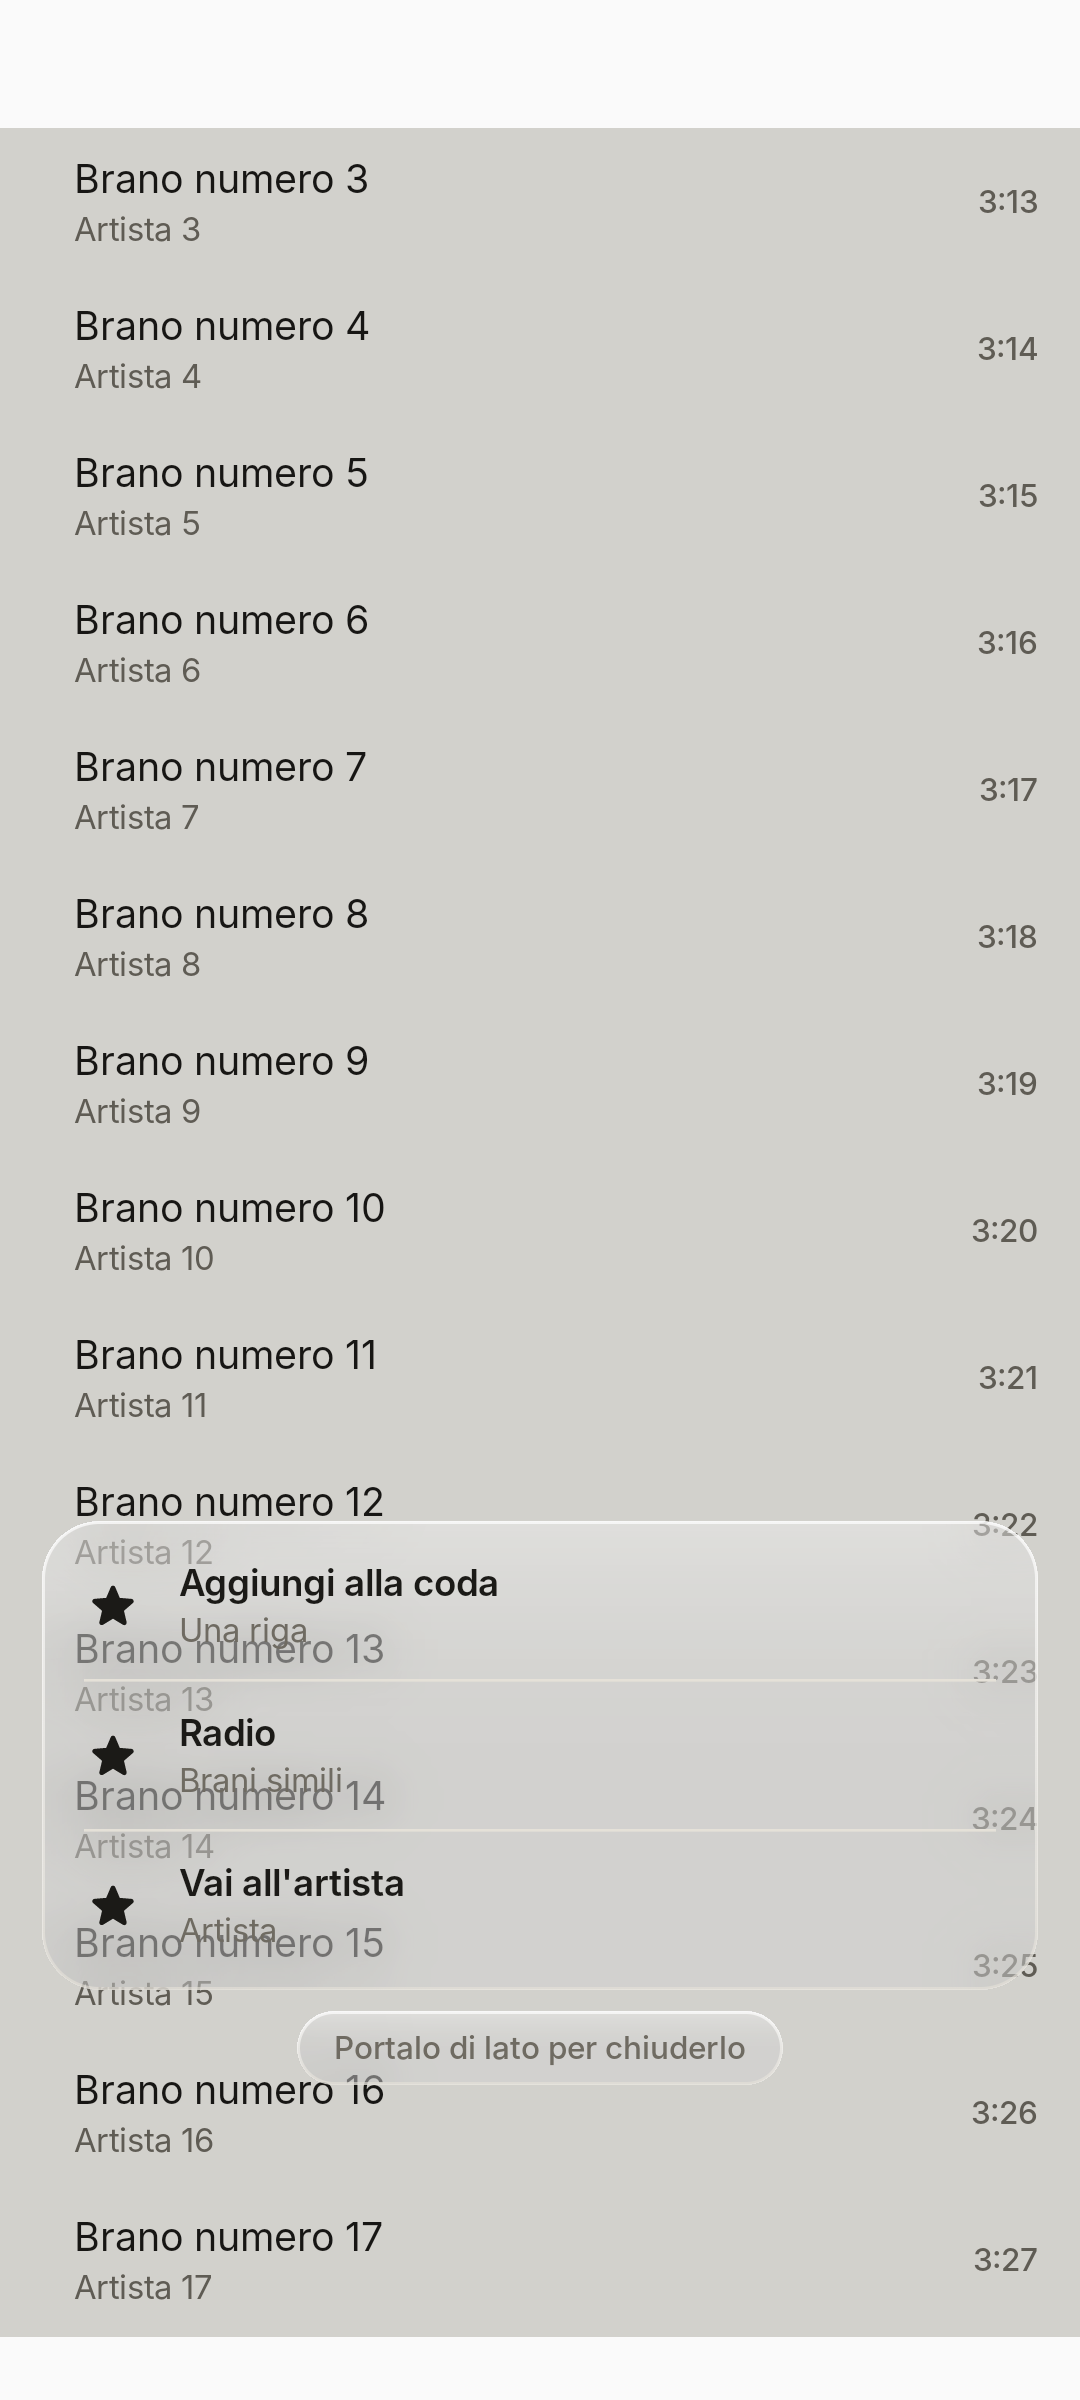 Brano numero 3
Artista 3
3:13
Brano numero 4
Artista 4
3:14
Brano numero 5
Artista 5
3:15
Brano numero 6
Artista 6
3:16
Brano numero 7
Artista 7
3:17
Brano numero 8
Artista 8
3:18
Brano numero 9
Artista 9
3:19
Brano numero 10
Artista 10
3:20
Brano numero 11
Artista 11
3:21
Brano numero 12
Artista 12
3:22
Aggiungi alla coda
Una riga
Brano numero 13
Artista 13
3:23
Radio
Brani simili
Brano numero 14
Artista 14
3:24
Vai all'artista
Artista
Brano numero 15
Artista 15
3:25
Portalo di lato per chiuderlo
Brano numero 16
Artista 16
3:26
Brano numero 17
Artista 17
3:27